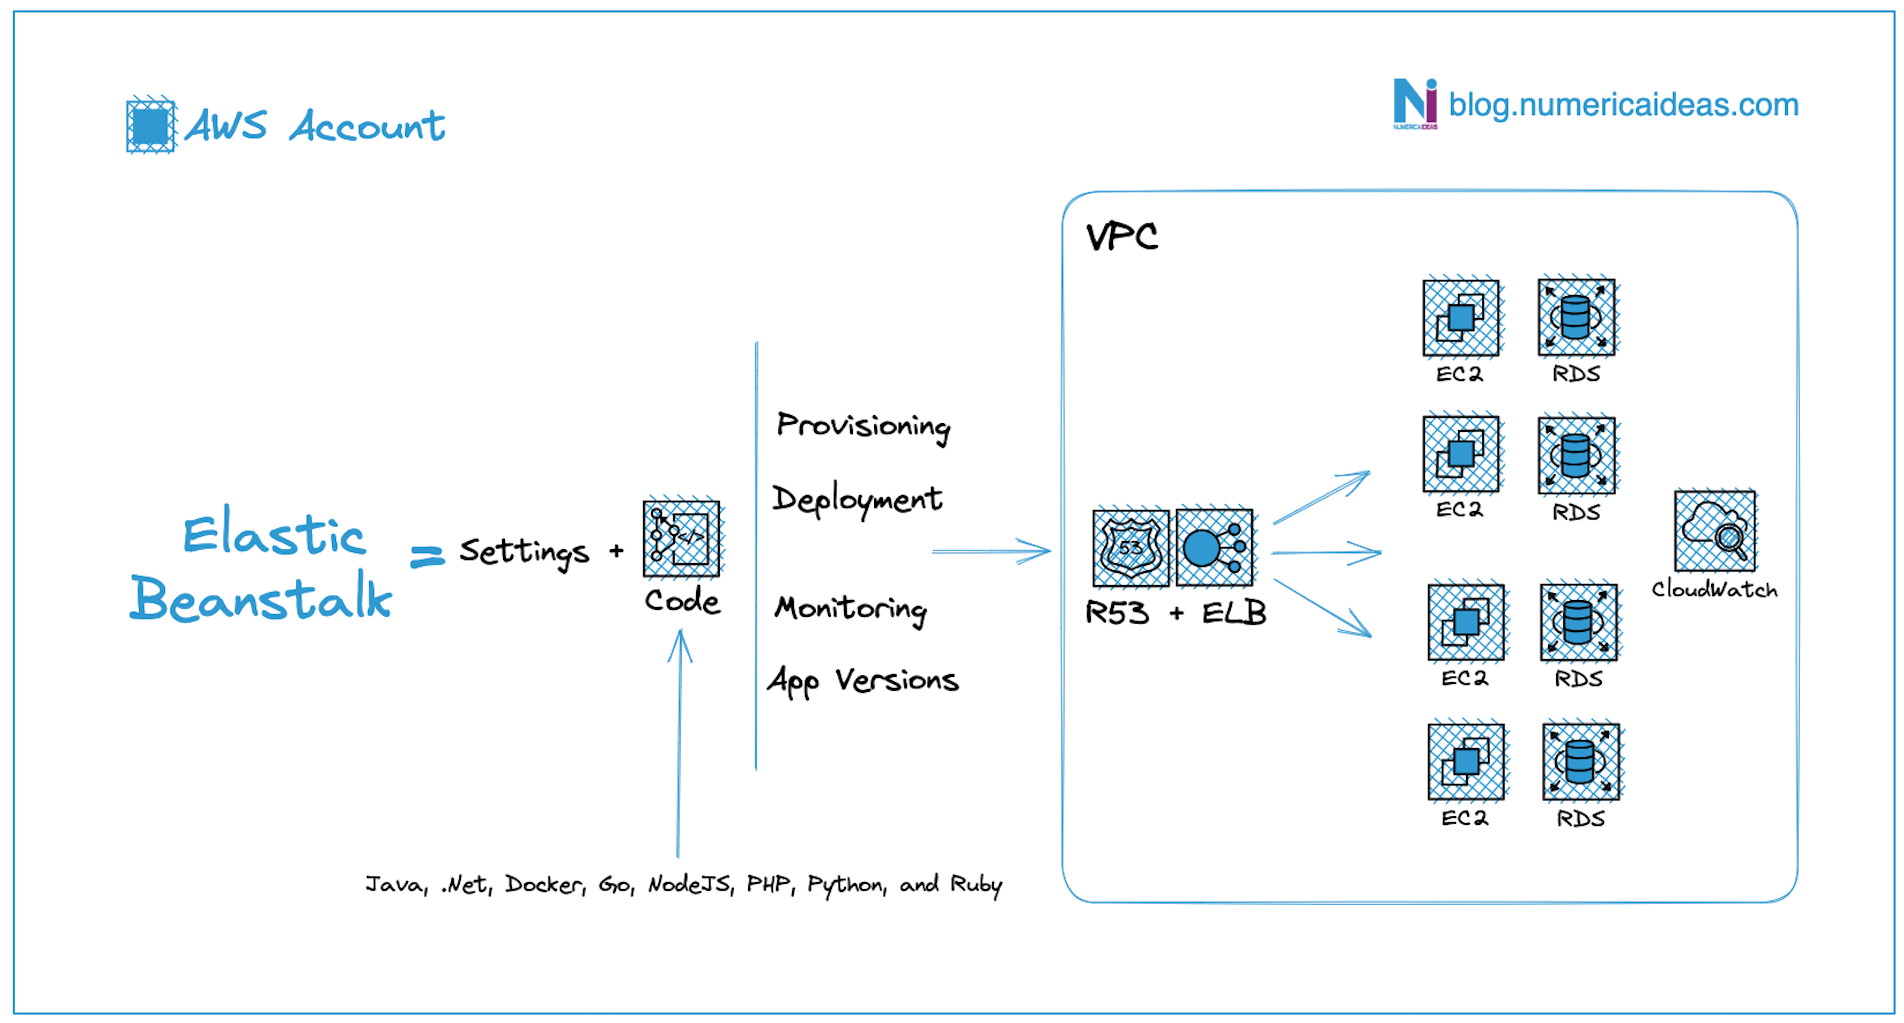 AWS Account
NUMERICAIDEAS
blog.numericaideas.com
VPC
EC2
RDS
EC2
RDS
Provisioning
Deployment
Elastic
Beanstalk
= Settings +
</>
Code
Monitoring
App Versions
53
R53 + ELB
CloudWatch
EC2
RDS
EC2
RDS
Java, .Net, Docker, Go, NodeJS, PHP, Python, and Ruby